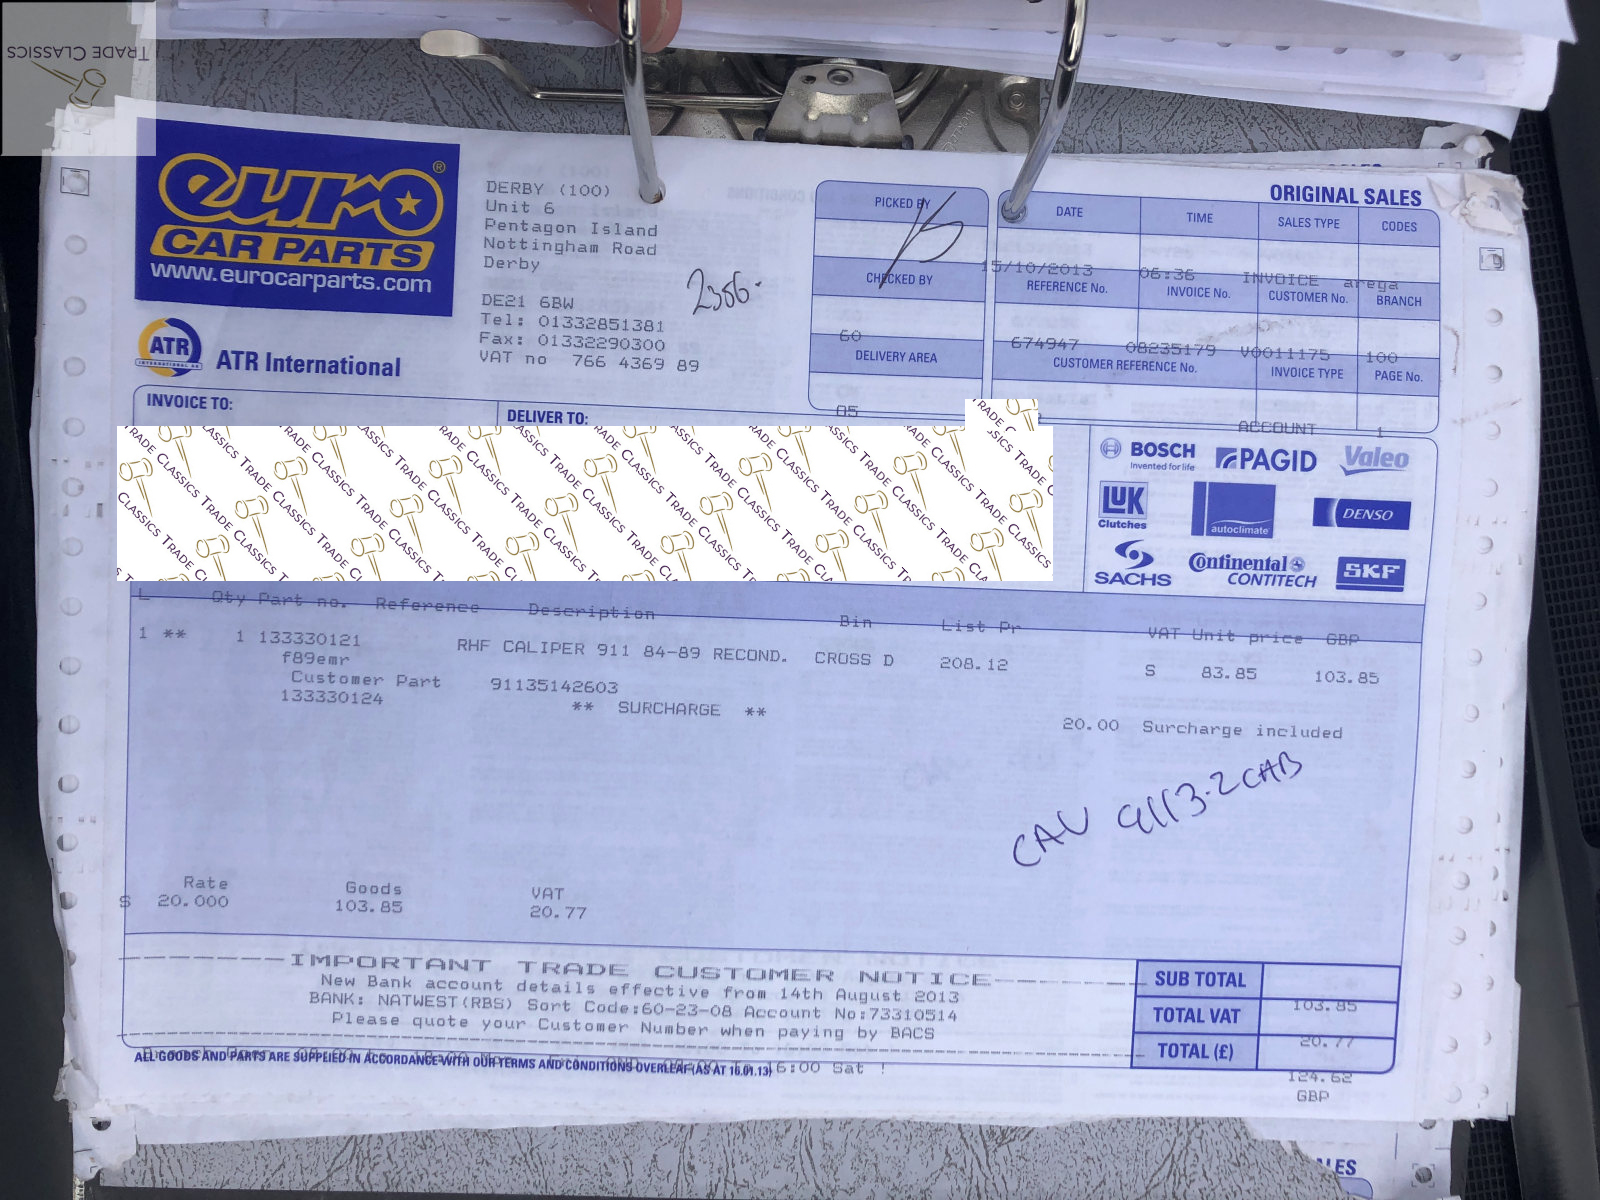 TRADE CLASSICS
euro
CAR PARTS
www.eurocarparts.com
ATR
ATR International
DERBY (100)
Unit 6
Pentagon Island
Nottingham Road
Derby
DE21 6BW
Tel: 01332851381
Fax: 01332290300
VAT no 766 4369 89
PICKED BY
CHECKED BY
60
DELIVERY AREA
05
ORIGINAL SALES
DATE TIME SALES TYPE CODES
15/10/2013 06:36 INVOICE areya
REFERENCE No. INVOICE No. CUSTOMER No. BRANCH
674947 08235179 V0011175 100
CUSTOMER REFERENCE No. INVOICE TYPE PAGE No.
ACCOUNT 1
INVOICE TO:
DELIVER TO:
BOSCH
Invented for life
PAGID
Valeo
LUK
Clutches
autoclimate
DENSO
SACHS
Continental
CONTITECH
SKF
L Qty Part no. Reference Description Bin List Pr VAT Unit price GBP
1 ** 1 133330121 RHF CALIPER 911 84-89 RECOND. CROSS D 208.12 S 83.85 103.85
f89emr
Customer Part 91135142603
133330124 ** SURCHARGE **
20.00 Surcharge included
Rate Goods VAT
S 20.000 103.85 20.77
IMPORTANT TRADE CUSTOMER NOTICE
New Bank account details effective from 14th August 2013
BANK: NATWEST(RBS) Sort Code:60-23-08 Account No:73310514
Please quote your Customer Number when paying by BACS
ALL GOODS AND PARTS ARE SUPPLIED IN ACCORDANCE WITH OUR TERMS AND CONDITIONS OVERLEAF (AS AT 16.01.13)
16:00 Sat !
SUB TOTAL 103.85
TOTAL VAT 20.77
TOTAL (£) 124.62
GBP